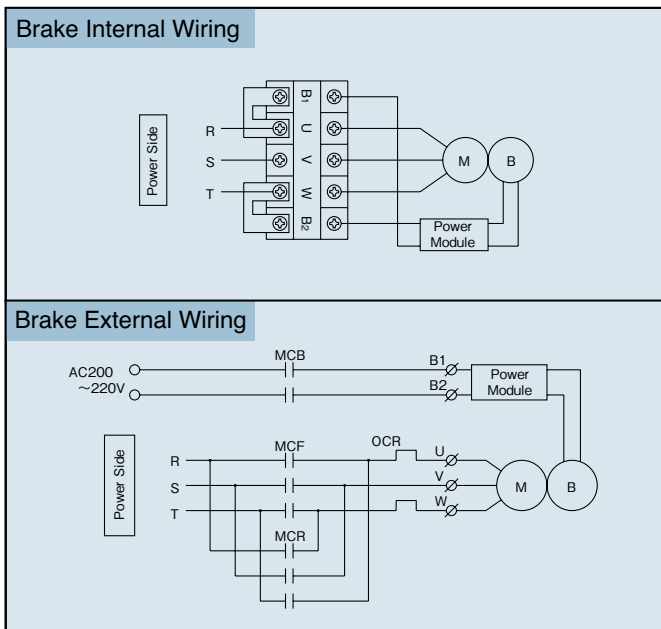 Brake Internal Wiring
Power Side
R
S
T
B1
U
V
W
B2
M
B
Power
Module
Brake External Wiring
AC200
～220V
MCB
B1
B2
Power
Module
Power Side
R
S
T
MCF
OCR
U
V
W
M
B
MCR